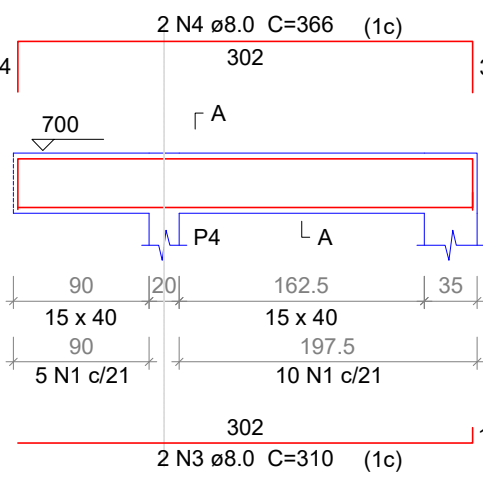 2 N4 ø8.0 C=366 (1c)
302
A
700
P4
A
90 20 162.5 35
15 x 40 15 x 40
90 197.5
5 N1 c/21 10 N1 c/21
302
2 N3 ø8.0 C=310 (1c)